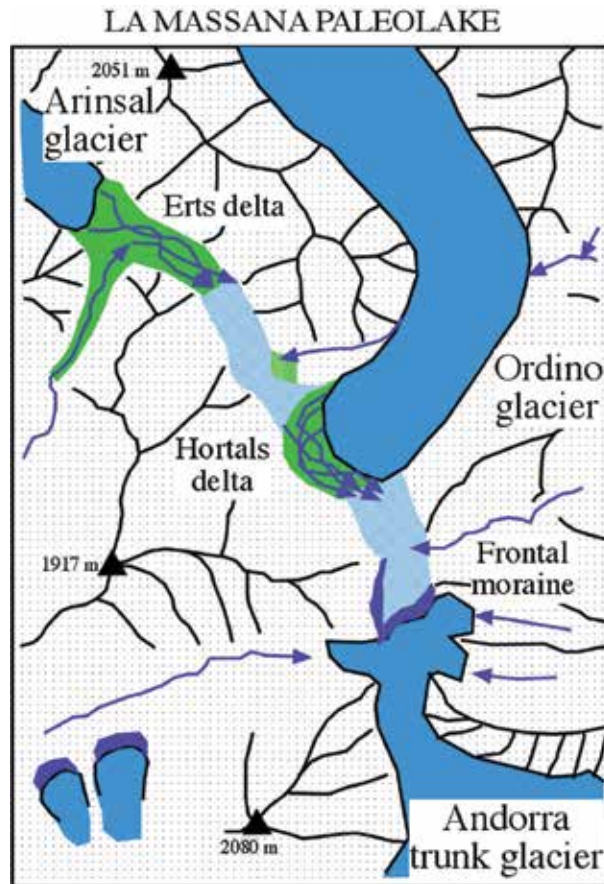 LA MASSANA PALEOLAKE
2051 m
Arinsal
glacier
Erts delta
Ordino
glacier
Hortals
delta
1917 m
Frontal
moraine
Andorra
trunk glacier
2080 m